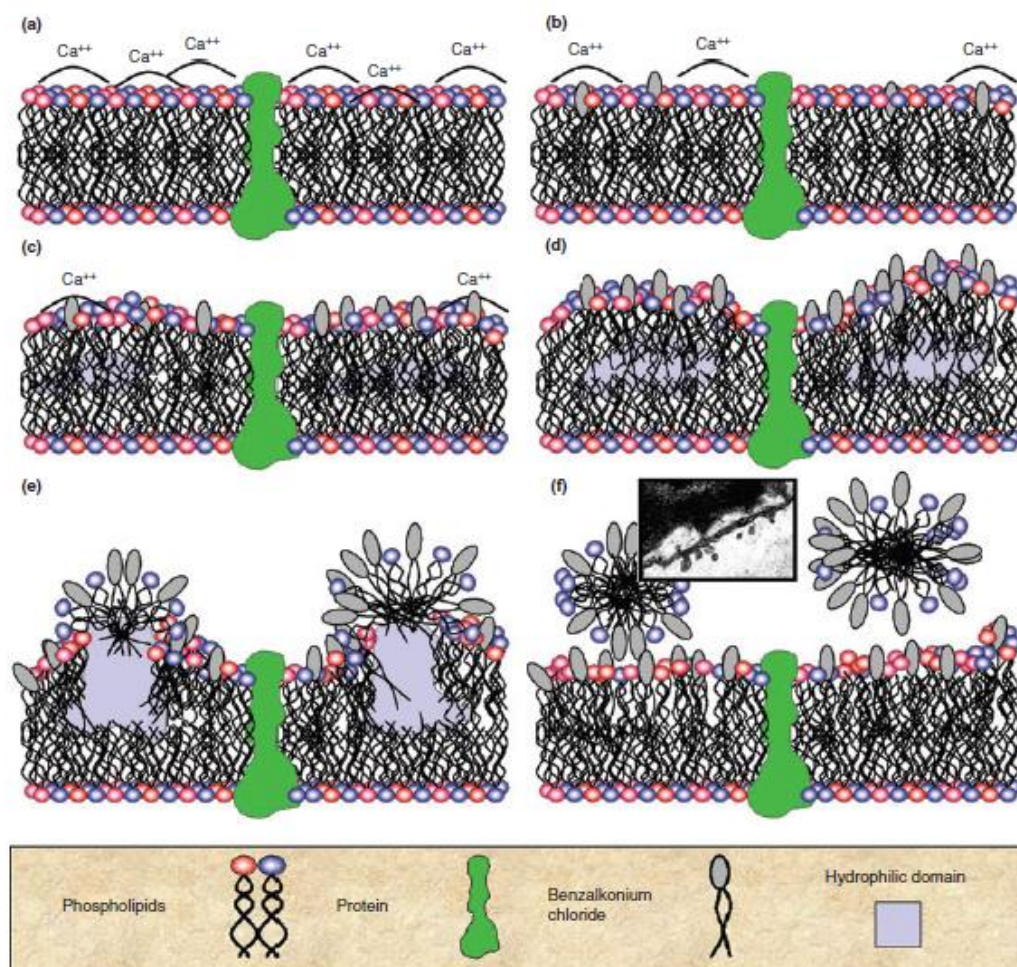 (a)
Ca++
Ca++
Ca++
Ca++
Ca++
Ca++
(b)
Ca++
Ca++
Ca++
(c)
Ca++
Ca++
(d)
(e)
(f)
Phospholipids
Protein
Benzalkonium
chloride
Hydrophilic domain